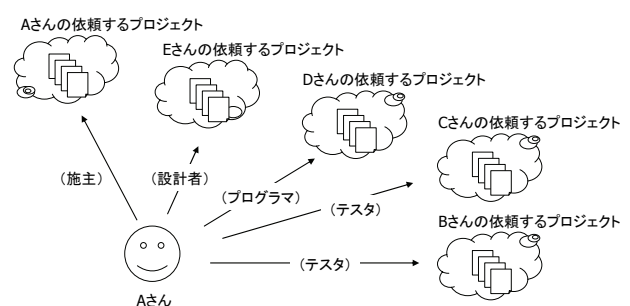 Aさんの依頼するプロジェクト
Eさんの依頼するプロジェクト
Dさんの依頼するプロジェクト
Cさんの依頼するプロジェクト
（施主）
（設計者）
（プログラマ）
（テスタ）
Bさんの依頼するプロジェクト
（テスタ）
Aさん